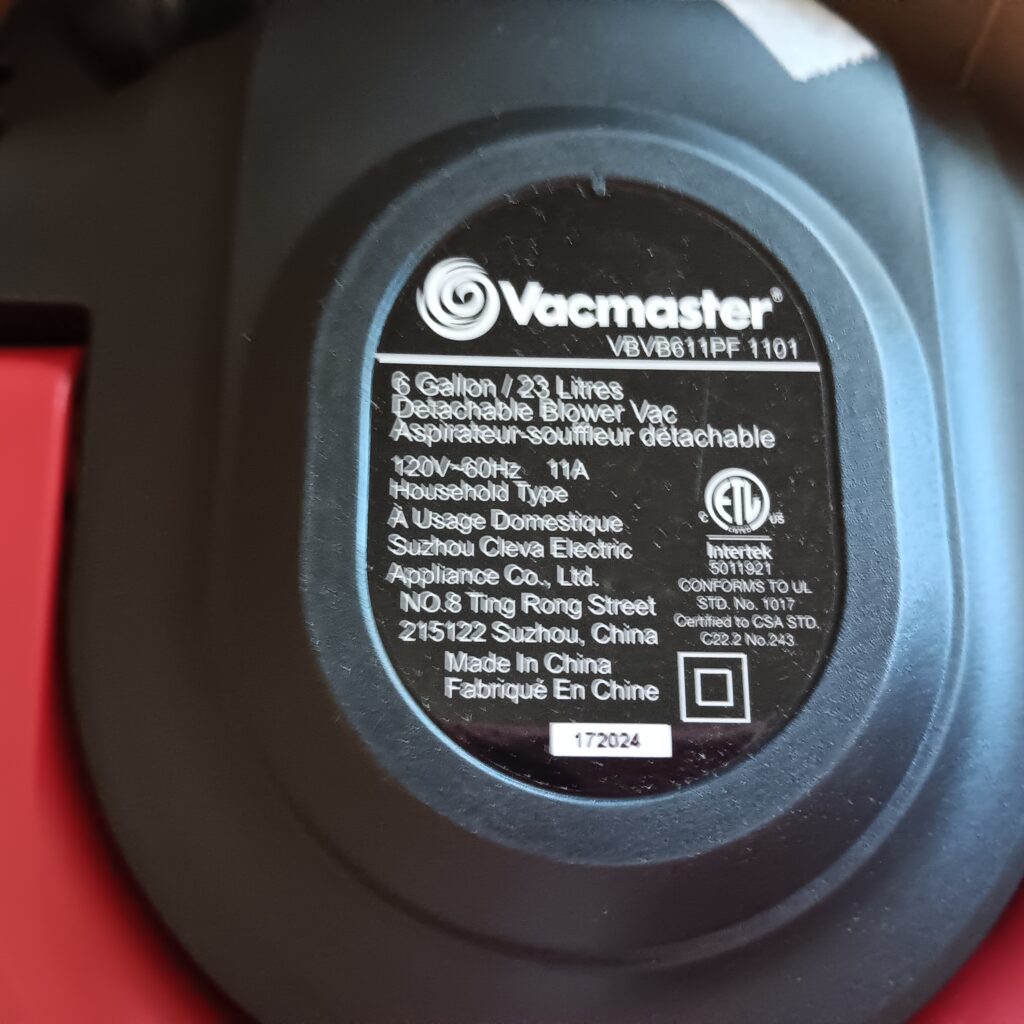 Vacmaster®
VBVB611PF 1101
6 Gallon / 23 Litres
Detachable Blower Vac
Aspirateur-souffleur détachable
120V~60Hz 11A
Household Type
À Usage Domestique
Suzhou Cleva Electric
Appliance Co., Ltd.
NO.8 Ting Rong Street
215122 Suzhou, China
Made In China
Fabriqué En Chine
172024
ETL
LISTED
C US
Intertek
5011921
CONFORMS TO UL
STD. No. 1017
Certified to CSA STD.
C22.2 No.243